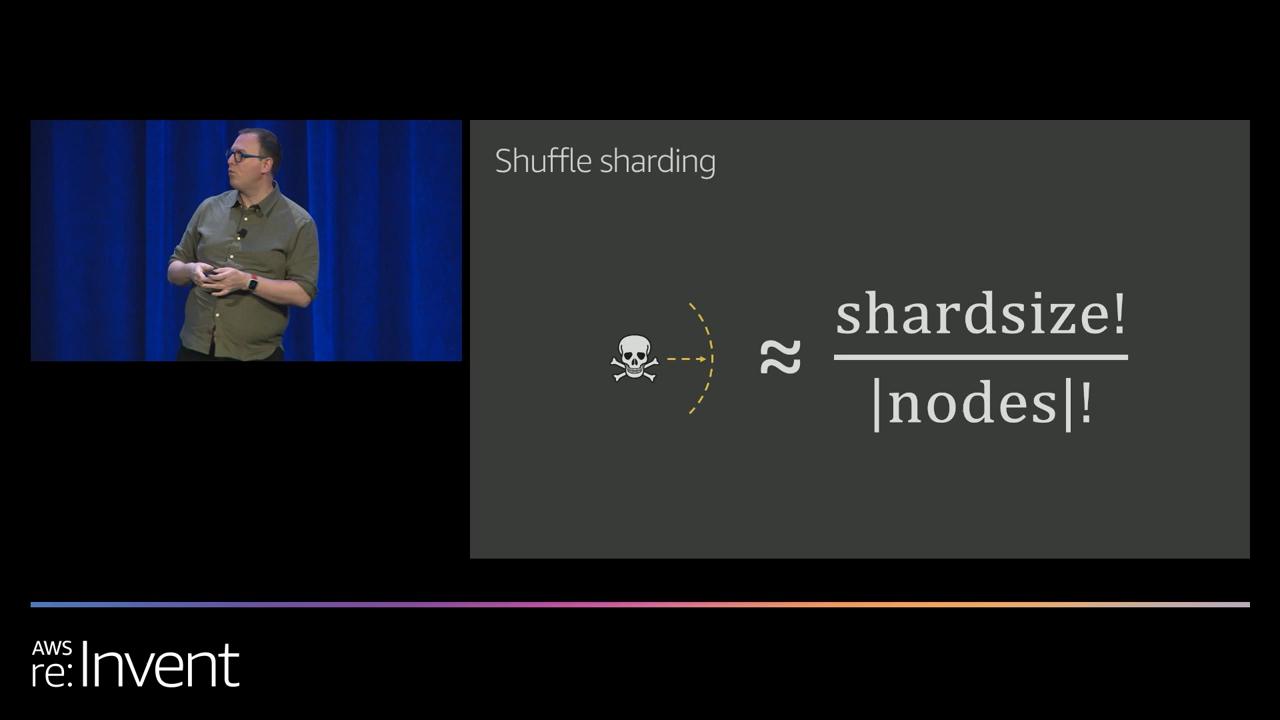 Shuffle sharding
≈
shardsize!
|nodes|!
AWS
re:Invent